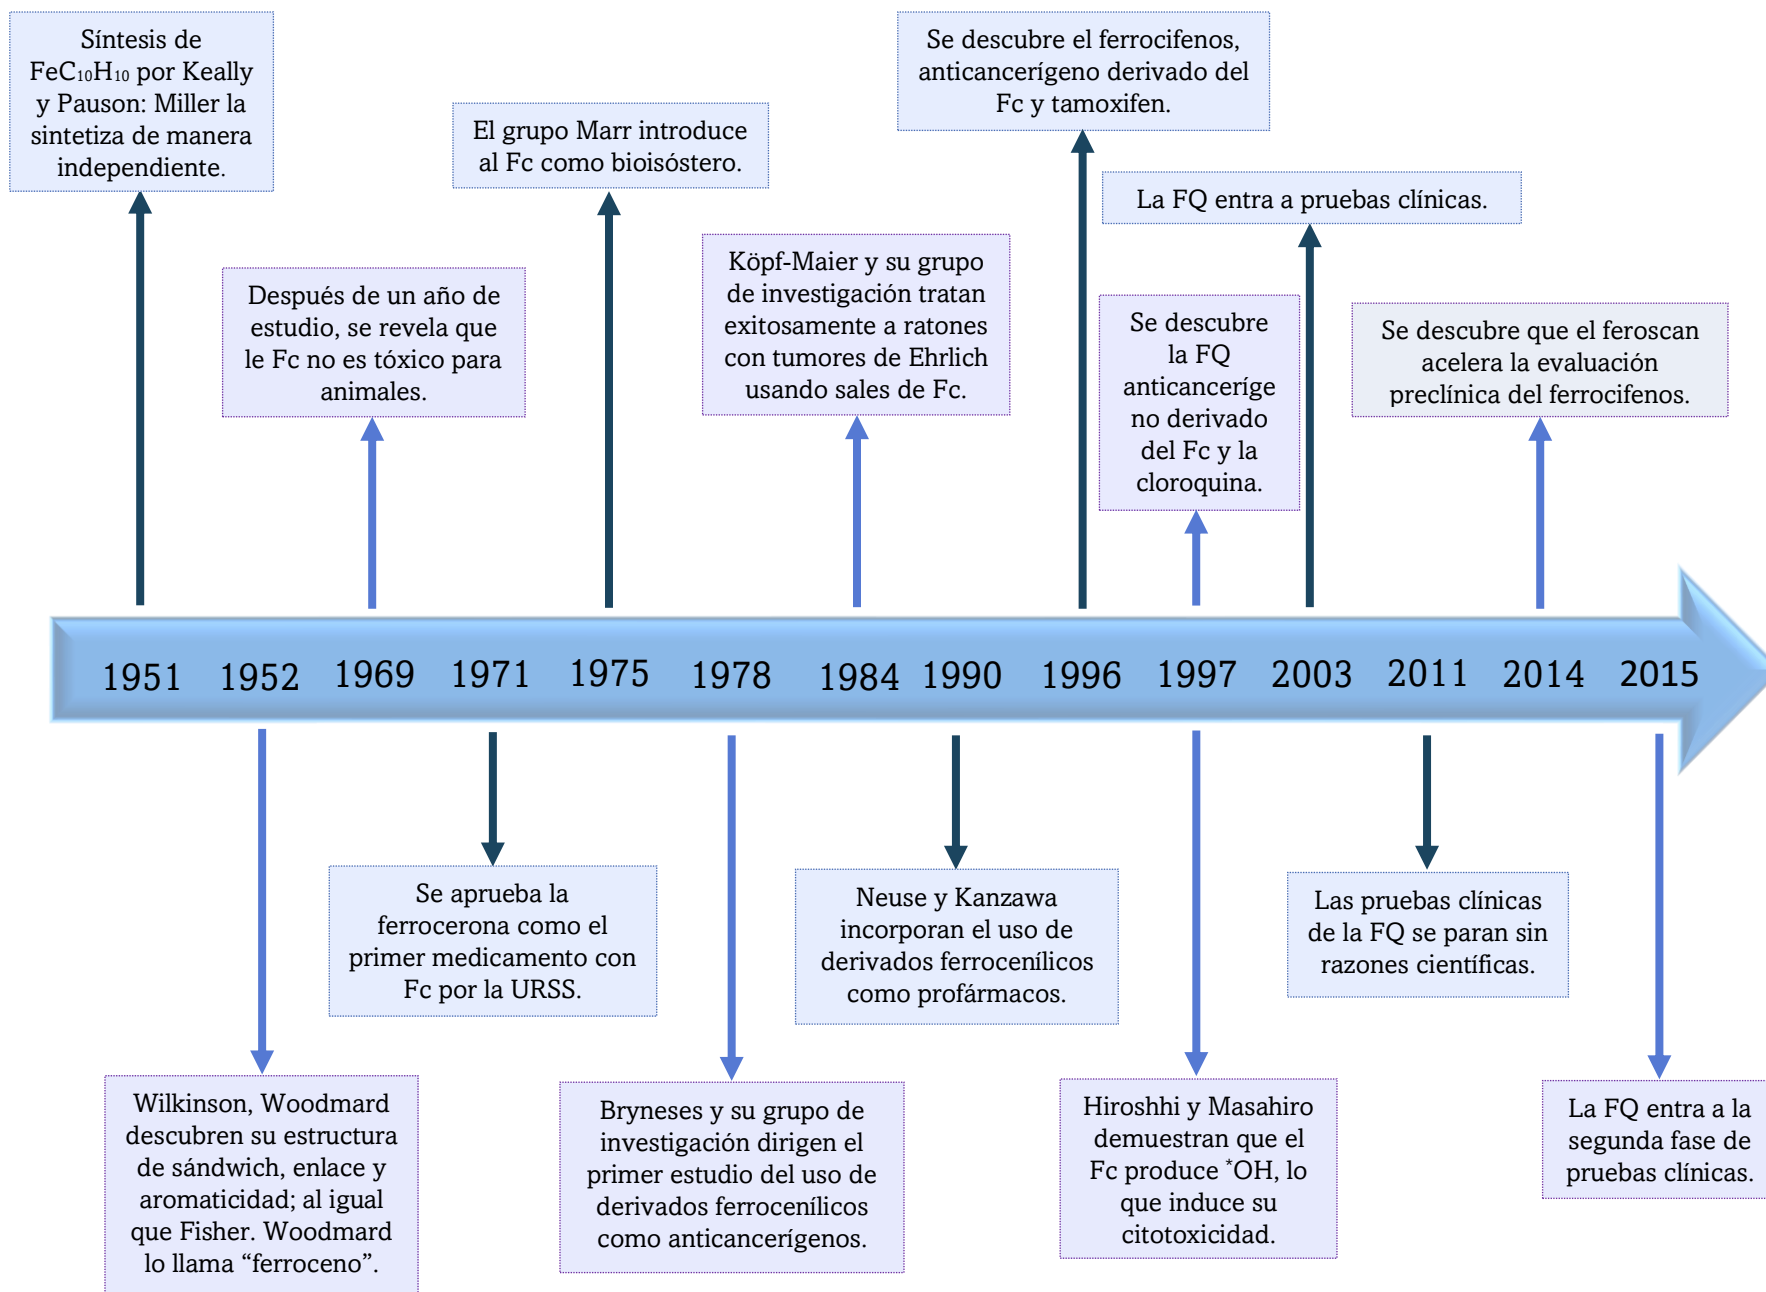 Síntesis de
FeC₁₀H₁₀ por Keally
y Pauson: Miller la
sintetiza de manera
independiente.
Se descubre el ferrocifenos,
anticancerígeno derivado del
Fc y tamoxifen.
El grupo Marr introduce
al Fc como bioisóstero.
La FQ entra a pruebas clínicas.
Después de un año de
estudio, se revela que
le Fc no es tóxico para
animales.
Köpf-Maier y su grupo
de investigación tratan
exitosamente a ratones
con tumores de Ehrlich
usando sales de Fc.
Se descubre
la FQ
anticanceríge
no derivado
del Fc y la
cloroquina.
Se descubre que el feroscan
acelera la evaluación
preclínica del ferrocifenos.
1951 1952 1969 1971 1975 1978 1984 1990 1996 1997 2003 2011 2014 2015
Se aprueba la
ferrocerona como el
primer medicamento con
Fc por la URSS.
Neuse y Kanzawa
incorporan el uso de
derivados ferrocenílicos
como profármacos.
Las pruebas clínicas
de la FQ se paran sin
razones científicas.
Wilkinson, Woodmard
descubren su estructura
de sándwich, enlace y
aromaticidad; al igual
que Fisher. Woodmard
lo llama “ferroceno”.
Bryneses y su grupo de
investigación dirigen el
primer estudio del uso de
derivados ferrocenílicos
como anticancerígenos.
Hiroshhi y Masahiro
demuestran que el
Fc produce *OH, lo
que induce su
citotoxicidad.
La FQ entra a la
segunda fase de
pruebas clínicas.